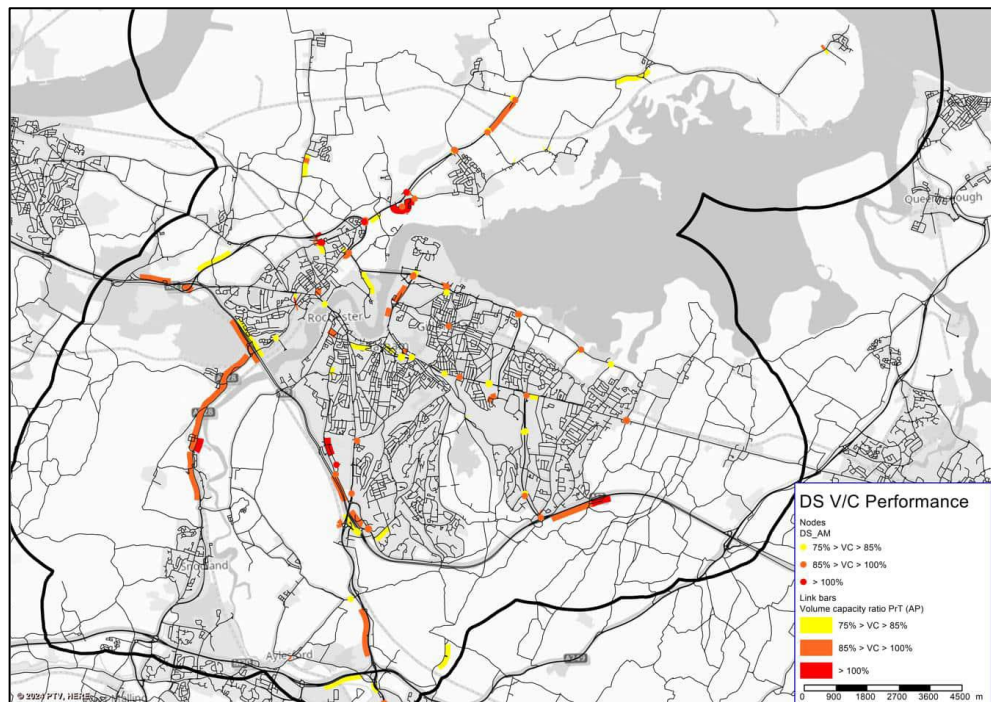 Queenborough
Rochester
Snodland
Aylesford
DS V/C Performance
Nodes
DS_AM
75% > VC > 85%
85% > VC > 100%
> 100%
Link bars
Volume capacity ratio PrT (AP)
75% > VC > 85%
85% > VC > 100%
> 100%
0 900 1800 2700 3600 4500 m
© 2024 PTV, HERE